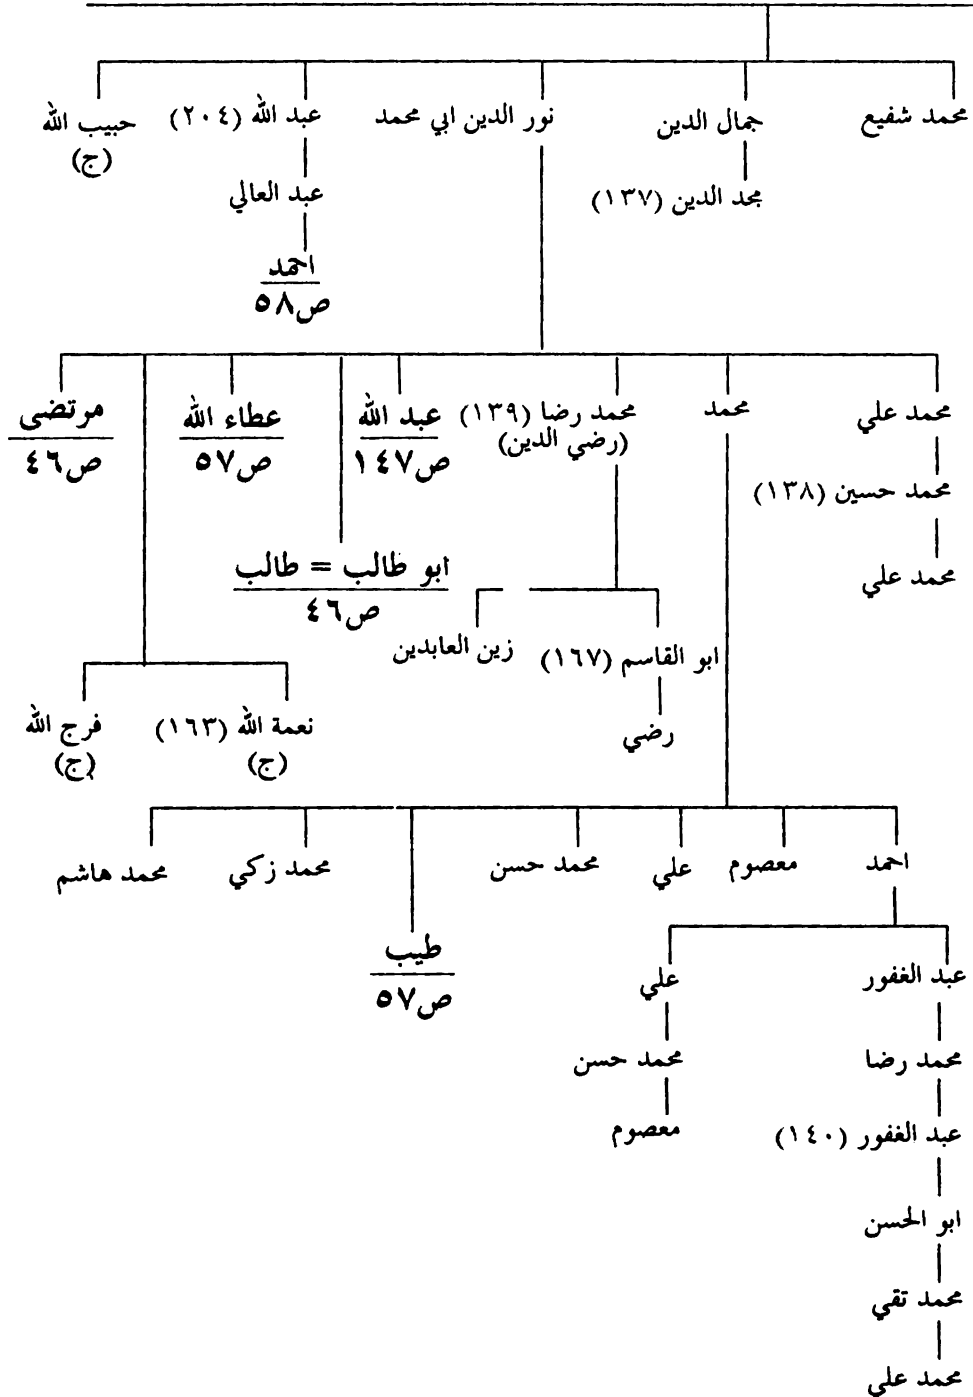 محمد شفيع
جمال الدين
نور الدين ابي محمد
عبد الله (٢٠٤)
حبيب الله
(ج)
مجد الدين (١٣٧)
عبد العالي
احمد
ص٥٨
محمد علي
محمد
محمد رضا (١٣٩)
(رضي الدين)
عبد الله
ص١٤٧
عطاء الله
ص٥٧
مرتضى
ص٤٦
محمد حسين (١٣٨)
محمد علي
ابو طالب = طالب
ص٤٦
ابو القاسم (١٦٧)
زين العابدين
رضي
نعمة الله (١٦٣)
(ج)
فرج الله
(ج)
احمد
معصوم
علي
محمد حسن
محمد زكي
محمد هاشم
طيب
ص٥٧
عبد الغفور
علي
محمد رضا
محمد حسن
عبد الغفور (١٤٠)
معصوم
ابو الحسن
محمد تقي
محمد علي